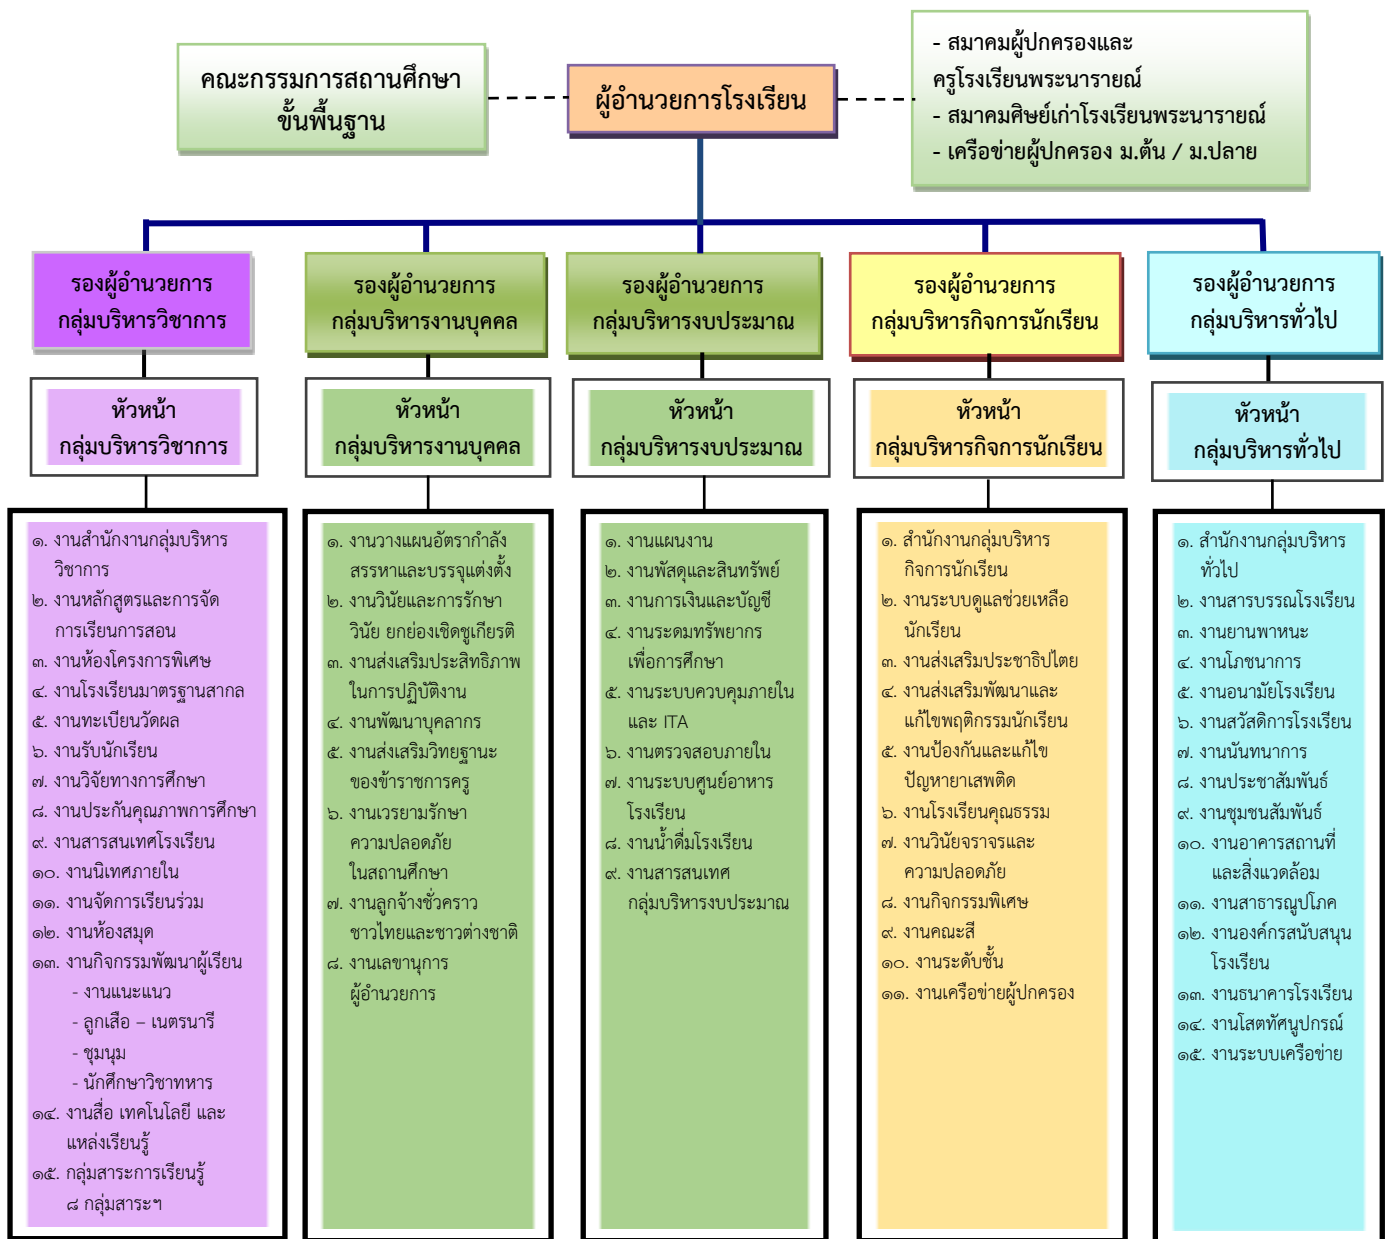 คณะกรรมการสถานศึกษา
ขั้นพื้นฐาน
ผู้อำนวยการโรงเรียน
- สมาคมผู้ปกครองและ
ครูโรงเรียนพระนารายณ์
- สมาคมศิษย์เก่าโรงเรียนพระนารายณ์
- เครือข่ายผู้ปกครอง ม.ต้น / ม.ปลาย
รองผู้อำนวยการ
กลุ่มบริหารวิชาการ
รองผู้อำนวยการ
กลุ่มบริหารงานบุคคล
รองผู้อำนวยการ
กลุ่มบริหารงบประมาณ
รองผู้อำนวยการ
กลุ่มบริหารกิจการนักเรียน
รองผู้อำนวยการ
กลุ่มบริหารทั่วไป
หัวหน้า
กลุ่มบริหารวิชาการ
หัวหน้า
กลุ่มบริหารงานบุคคล
หัวหน้า
กลุ่มบริหารงบประมาณ
หัวหน้า
กลุ่มบริหารกิจการนักเรียน
หัวหน้า
กลุ่มบริหารทั่วไป
๑. งานสำนักงานกลุ่มบริหาร
วิชาการ
๒. งานหลักสูตรและการจัด
การเรียนการสอน
๓. งานห้องโครงการพิเศษ
๔. งานโรงเรียนมาตรฐานสากล
๕. งานทะเบียนวัดผล
๖. งานรับนักเรียน
๗. งานวิจัยทางการศึกษา
๘. งานประกันคุณภาพการศึกษา
๙. งานสารสนเทศโรงเรียน
๑๐. งานนิเทศภายใน
๑๑. งานจัดการเรียนร่วม
๑๒. งานห้องสมุด
๑๓. งานกิจกรรมพัฒนาผู้เรียน
- งานแนะแนว
- ลูกเสือ – เนตรนารี
- ชุมนุม
- นักศึกษาวิชาทหาร
๑๔. งานสื่อ เทคโนโลยี และ
แหล่งเรียนรู้
๑๕. กลุ่มสาระการเรียนรู้
๘ กลุ่มสาระฯ
๑. งานวางแผนอัตรากำลัง
สรรหาและบรรจุแต่งตั้ง
๒. งานวินัยและการรักษา
วินัย ยกย่องเชิดชูเกียรติ
๓. งานส่งเสริมประสิทธิภาพ
ในการปฏิบัติงาน
๔. งานพัฒนาบุคลากร
๕. งานส่งเสริมวิทยฐานะ
ของข้าราชการครู
๖. งานเวรยามรักษา
ความปลอดภัย
ในสถานศึกษา
๗. งานลูกจ้างชั่วคราว
ชาวไทยและชาวต่างชาติ
๘. งานเลขานุการ
ผู้อำนวยการ
๑. งานแผนงาน
๒. งานพัสดุและสินทรัพย์
๓. งานการเงินและบัญชี
๔. งานระดมทรัพยากร
เพื่อการศึกษา
๕. งานระบบควบคุมภายใน
และ ITA
๖. งานตรวจสอบภายใน
๗. งานระบบศูนย์อาหาร
โรงเรียน
๘. งานน้ำดื่มโรงเรียน
๙. งานสารสนเทศ
กลุ่มบริหารงบประมาณ
๑. สำนักงานกลุ่มบริหาร
กิจการนักเรียน
๒. งานระบบดูแลช่วยเหลือ
นักเรียน
๓. งานส่งเสริมประชาธิปไตย
๔. งานส่งเสริมพัฒนาและ
แก้ไขพฤติกรรมนักเรียน
๕. งานป้องกันและแก้ไข
ปัญหายาเสพติด
๖. งานโรงเรียนคุณธรรม
๗. งานวินัยจราจรและ
ความปลอดภัย
๘. งานกิจกรรมพิเศษ
๙. งานคณะสี
๑๐. งานระดับชั้น
๑๑. งานเครือข่ายผู้ปกครอง
๑. สำนักงานกลุ่มบริหาร
ทั่วไป
๒. งานสารบรรณโรงเรียน
๓. งานยานพาหนะ
๔. งานโภชนาการ
๕. งานอนามัยโรงเรียน
๖. งานสวัสดิการโรงเรียน
๗. งานนันทนาการ
๘. งานประชาสัมพันธ์
๙. งานชุมชนสัมพันธ์
๑๐. งานอาคารสถานที่
และสิ่งแวดล้อม
๑๑. งานสาธารณูปโภค
๑๒. งานองค์กรสนับสนุน
โรงเรียน
๑๓. งานธนาคารโรงเรียน
๑๔. งานโสตทัศนูปกรณ์
๑๕. งานระบบเครือข่าย